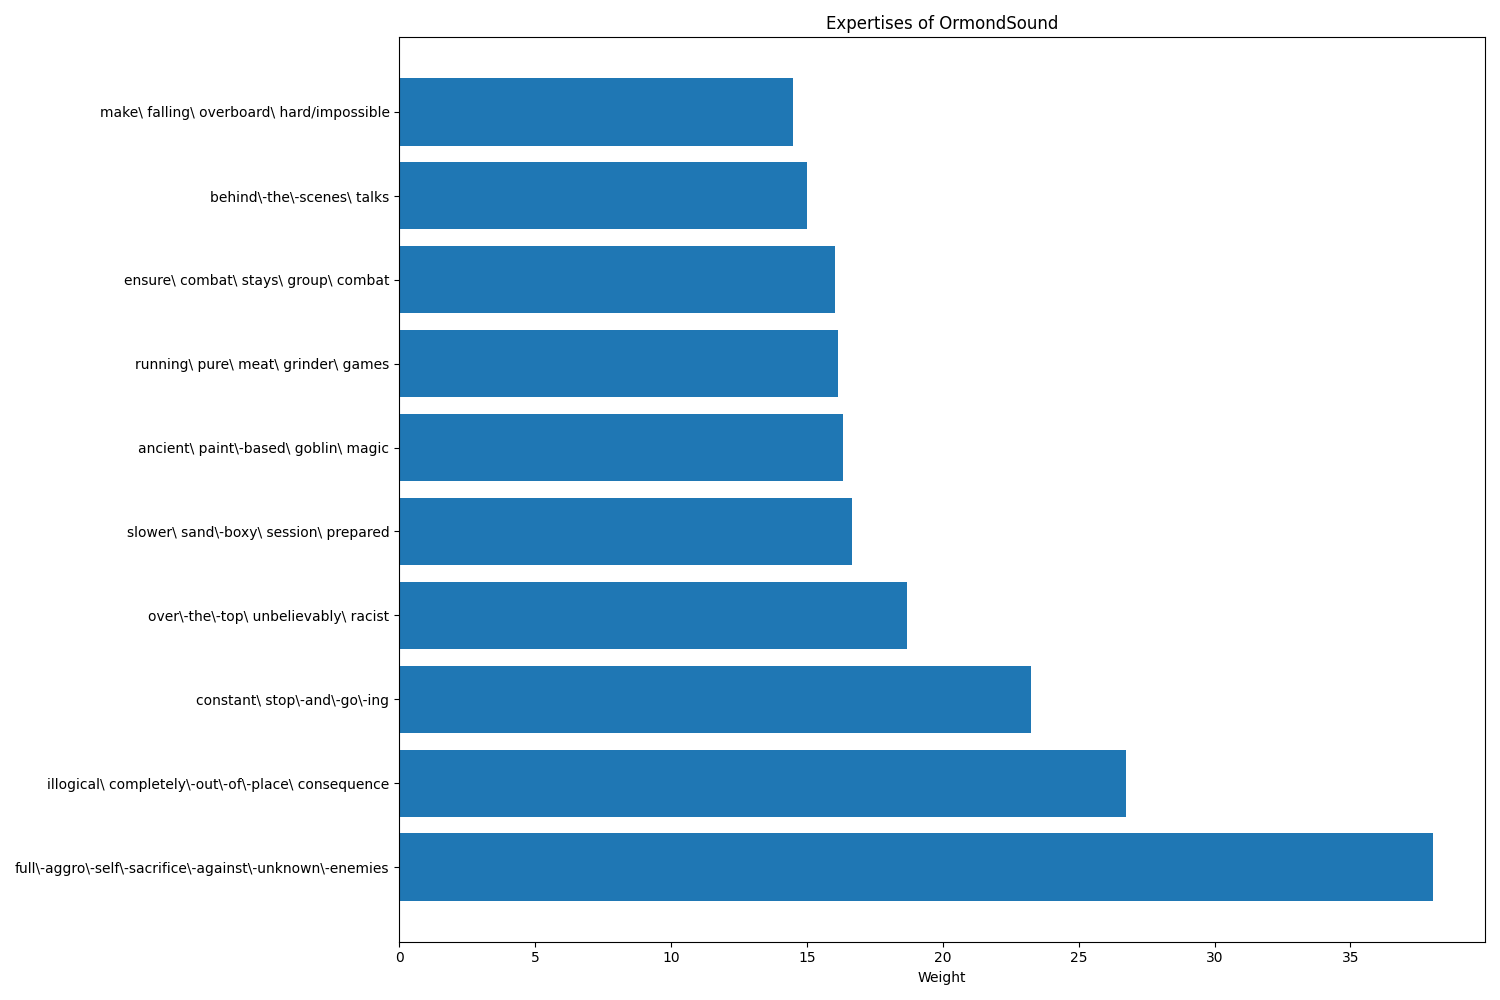 Expertises of OrmondSound
make\ falling\ overboard\ hard/impossible
behind\-the\-scenes\ talks
ensure\ combat\ stays\ group\ combat
running\ pure\ meat\ grinder\ games
ancient\ paint\-based\ goblin\ magic
slower\ sand\-boxy\ session\ prepared
over\-the\-top\ unbelievably\ racist
constant\ stop\-and\-go\-ing
illogical\ completely\-out\-of\-place\ consequence
full\-aggro\-self\-sacrifice\-against\-unknown\-enemies
0 5 10 15 20 25 30 35
Weight